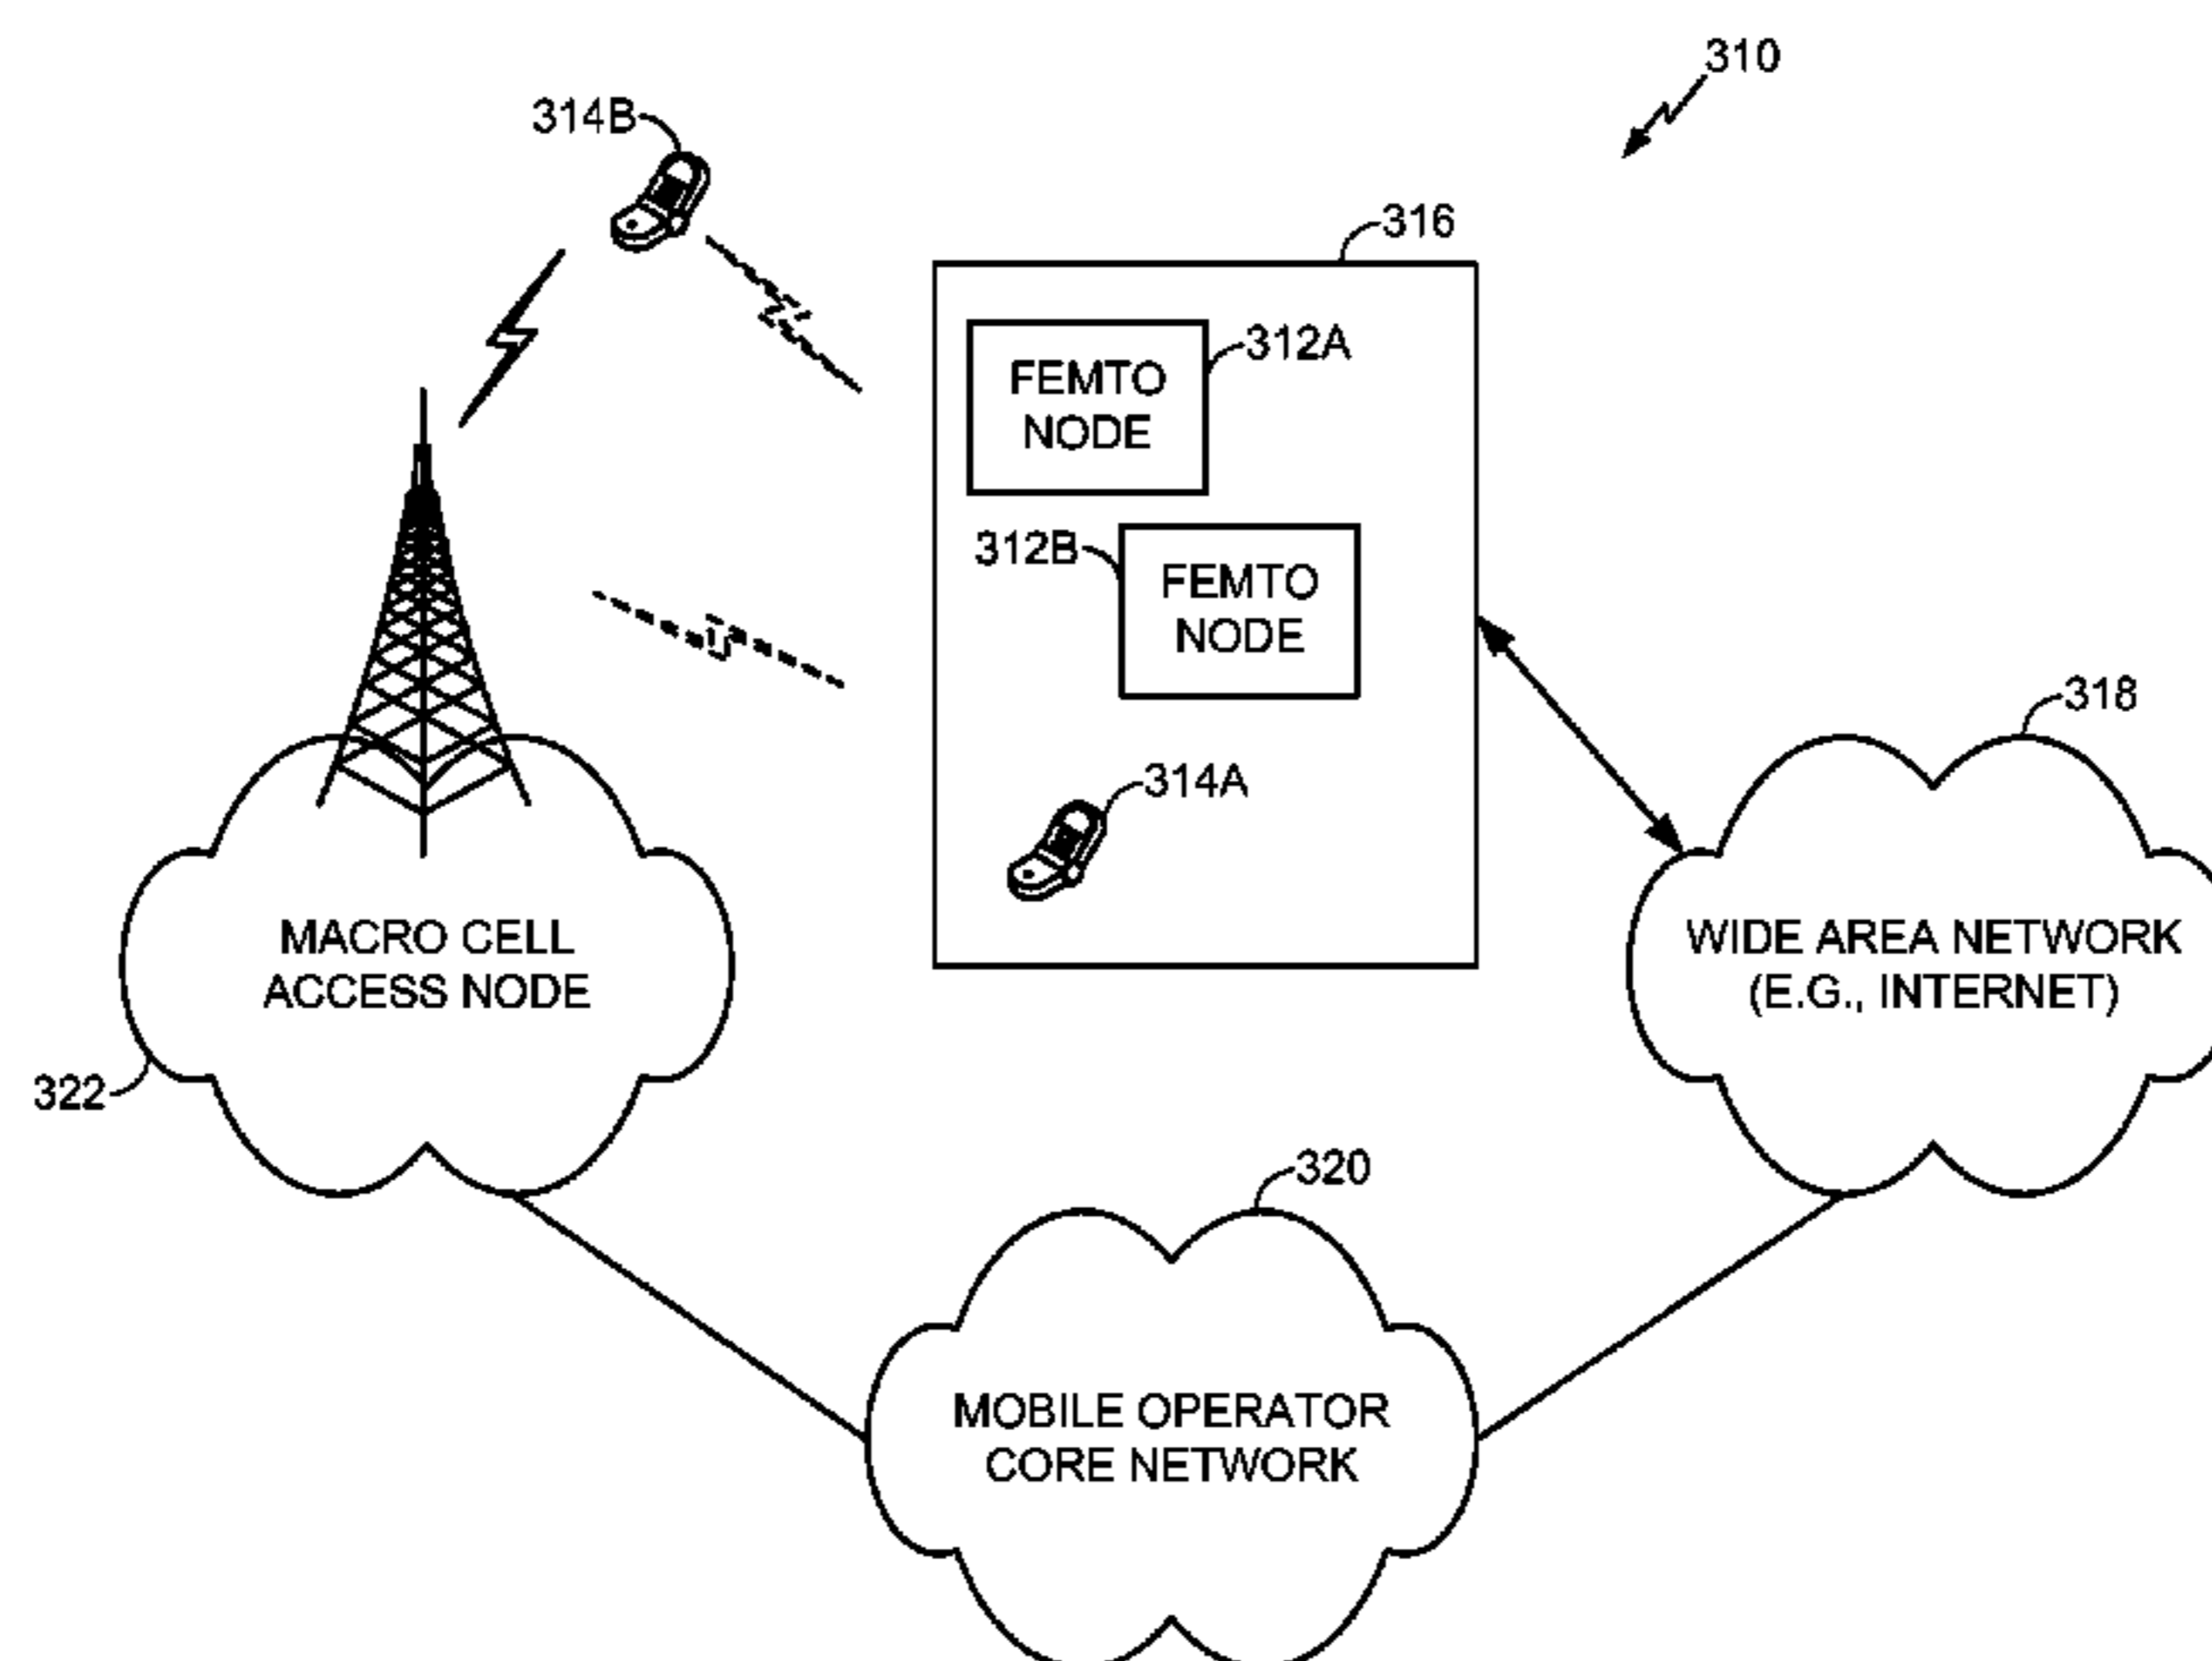 310
314B
316
312A
FEMTO
NODE
312B
FEMTO
NODE
318
314A
MACRO CELL
ACCESS NODE
WIDE AREA NETWORK
(E.G., INTERNET)
322
320
MOBILE OPERATOR
CORE NETWORK